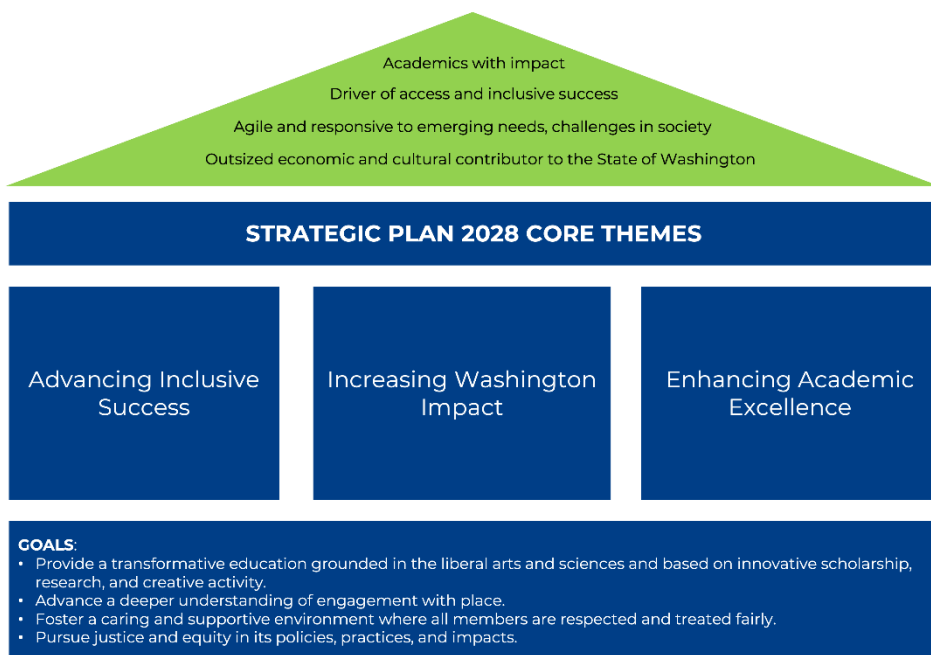 Academics with impact
Driver of access and inclusive success
Agile and responsive to emerging needs, challenges in society
Outsized economic and cultural contributor to the State of Washington
STRATEGIC PLAN 2028 CORE THEMES
Advancing Inclusive
Success
Increasing Washington
Impact
Enhancing Academic
Excellence
GOALS:
• Provide a transformative education grounded in the liberal arts and sciences and based on innovative scholarship,
research, and creative activity.
• Advance a deeper understanding of engagement with place.
• Foster a caring and supportive environment where all members are respected and treated fairly.
• Pursue justice and equity in its policies, practices, and impacts.